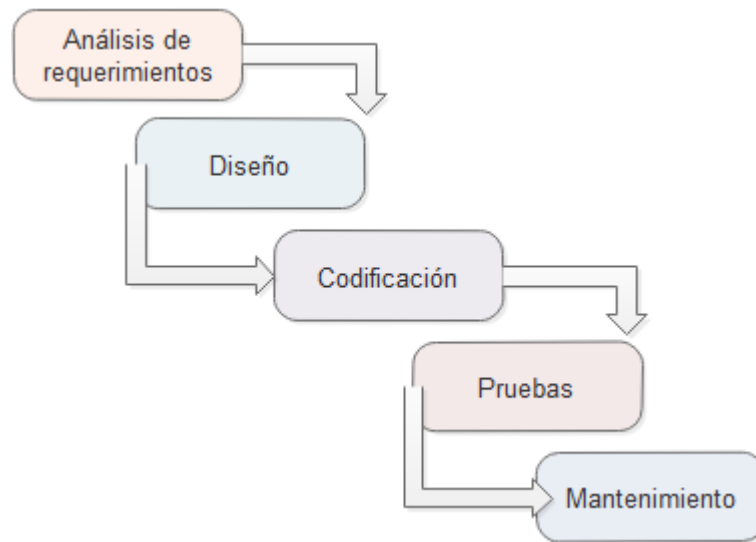 Análisis de
requerimientos
Diseño
Codificación
Pruebas
Mantenimiento